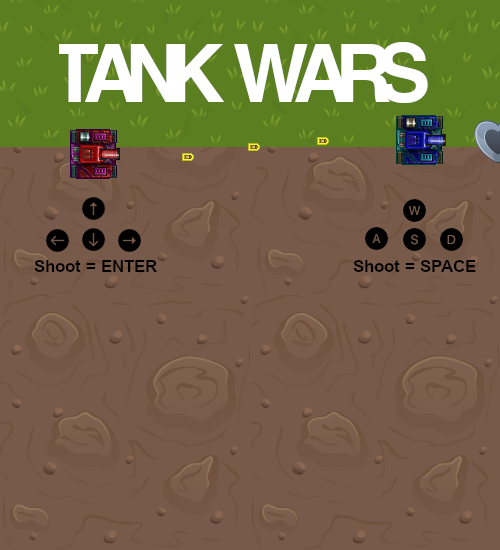 TANK WARS
↑
W
← ↓ →
A S D
Shoot = ENTER
Shoot = SPACE